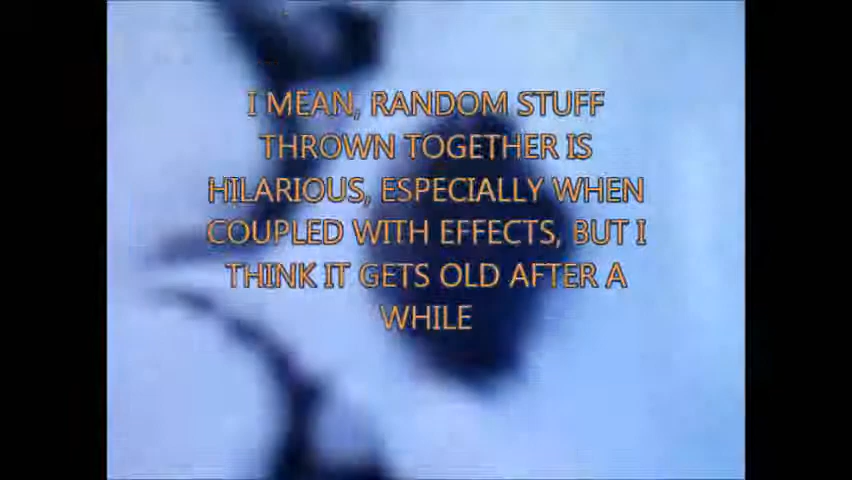 I MEAN, RANDOM STUFF
THROWN TOGETHER IS
HILARIOUS, ESPECIALLY WHEN
COUPLED WITH EFFECTS, BUT I
THINK IT GETS OLD AFTER A
WHILE